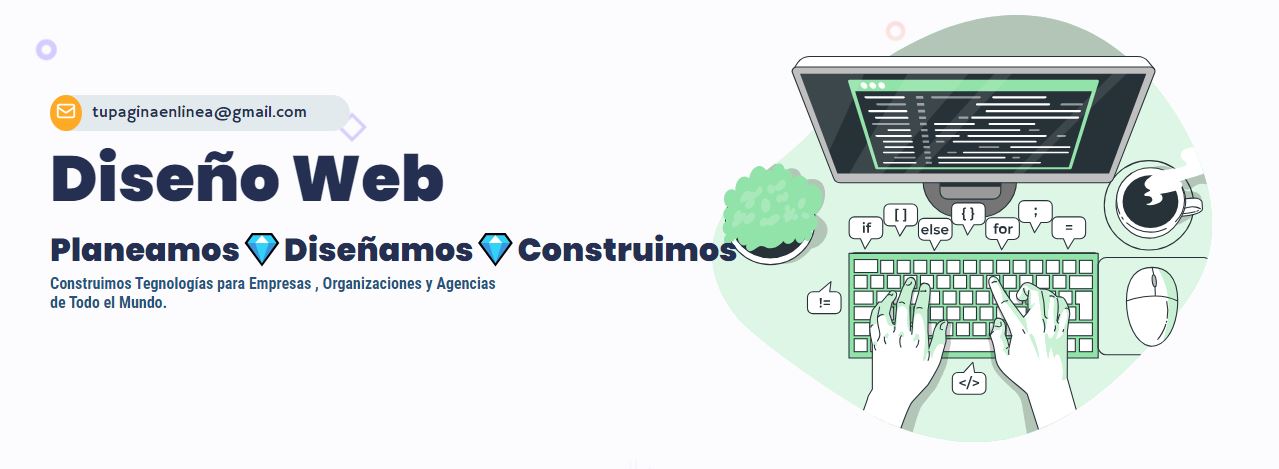 tupaginaenlinea@gmail.com
Diseño Web
Planeamos💎Diseñamos💎Construimos
Construimos Tegnologías para Empresas , Organizaciones y Agencias
de Todo el Mundo.
if
[ ]
else
{ }
for
;
=
!=
</>